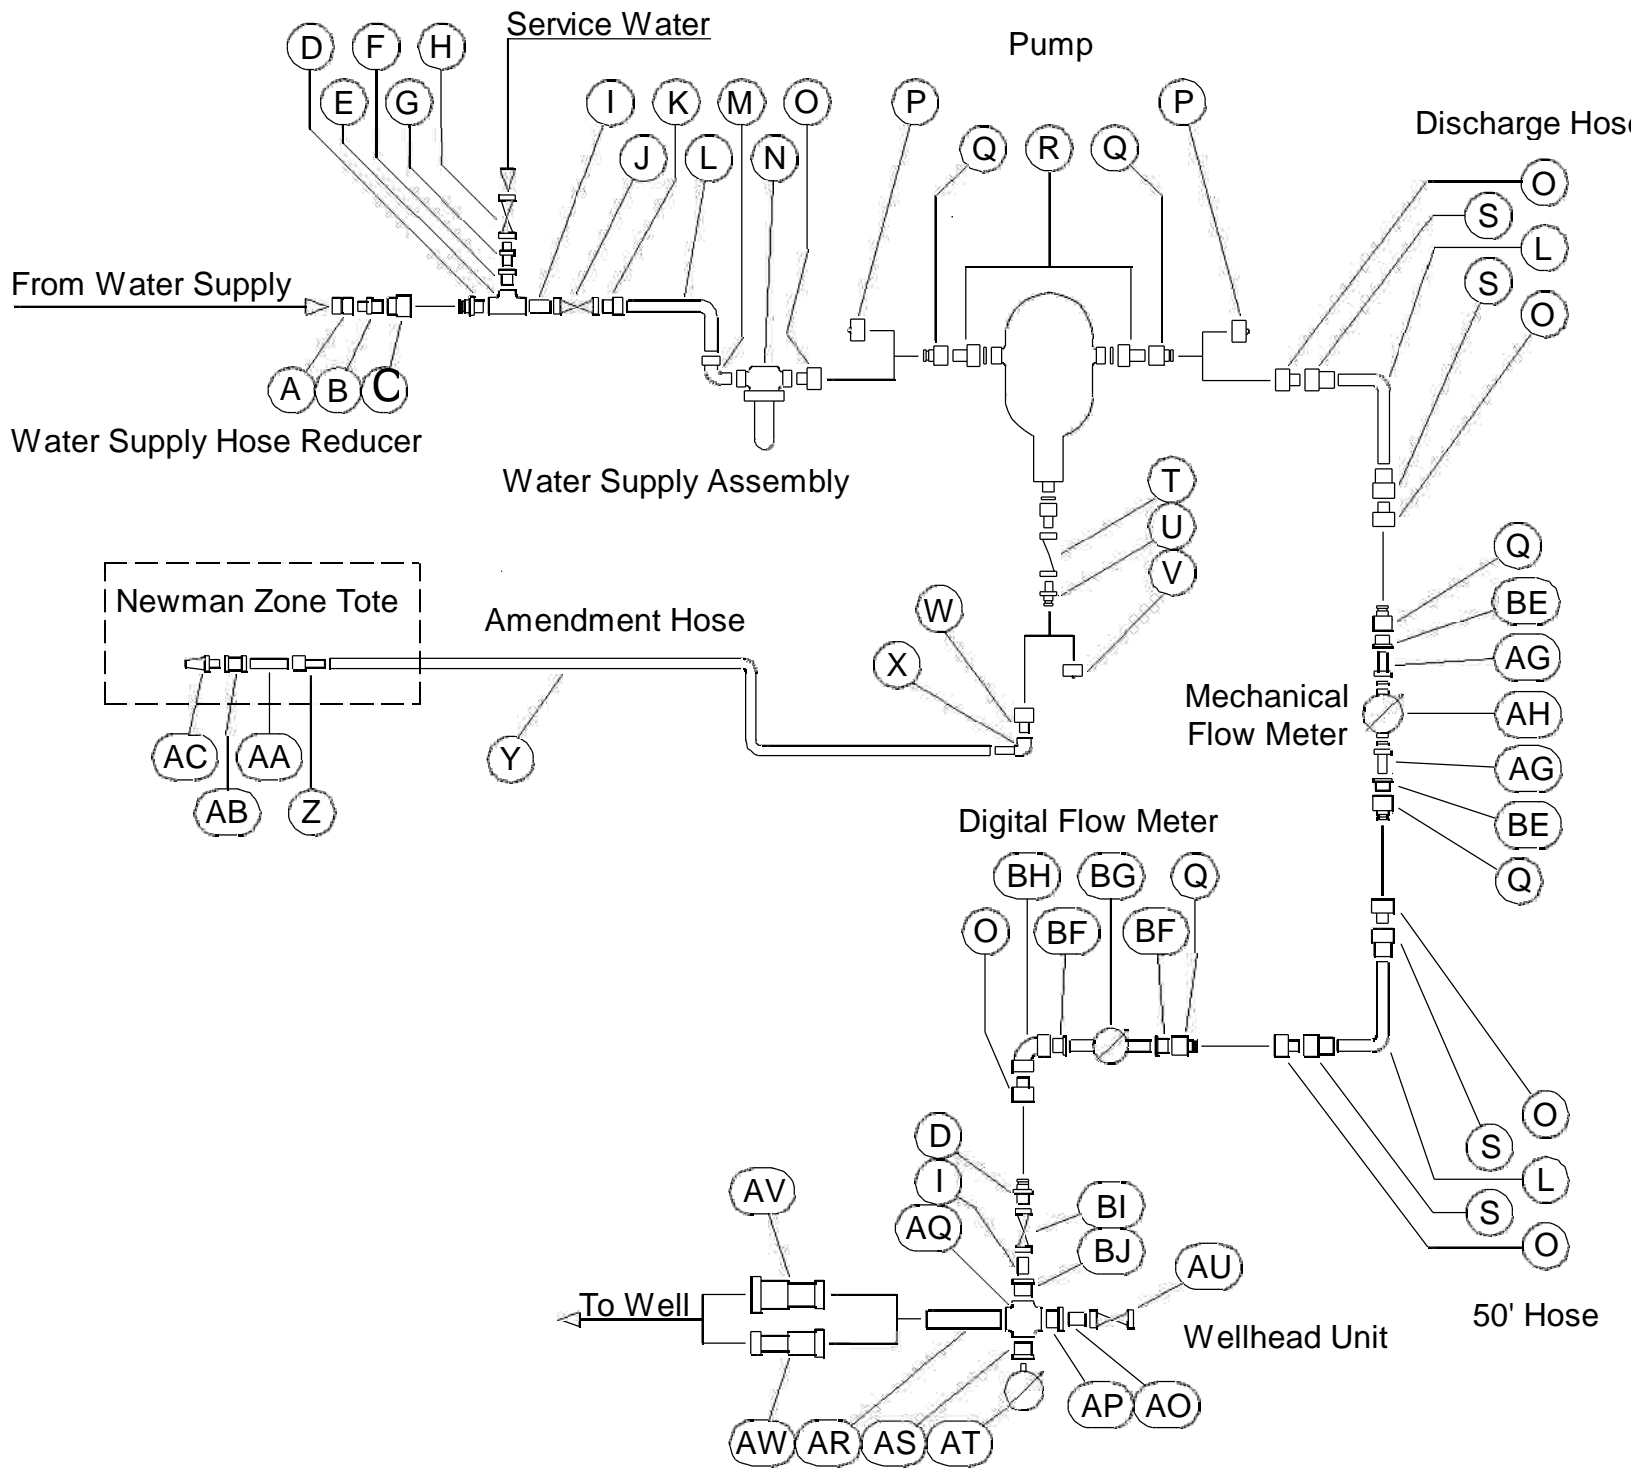 Service Water
Pump
D F H
E G I K M O P P
J L N Q R Q
Discharge Hose
O
S
L
S
O
From Water Supply
A B C
Water Supply Hose Reducer
Water Supply Assembly
T
U
V
W
X
Newman Zone Tote
Amendment Hose
AC AA Y
AB Z
Q
BE
AG
Mechanical
Flow Meter
AH
AG
BE
Q
Digital Flow Meter
BH BG Q
O BF BF
O
S
L
S
O
50' Hose
D
I
AQ
AV
BI
BJ
AU
To Well
Wellhead Unit
AP AO
AW AR AS AT